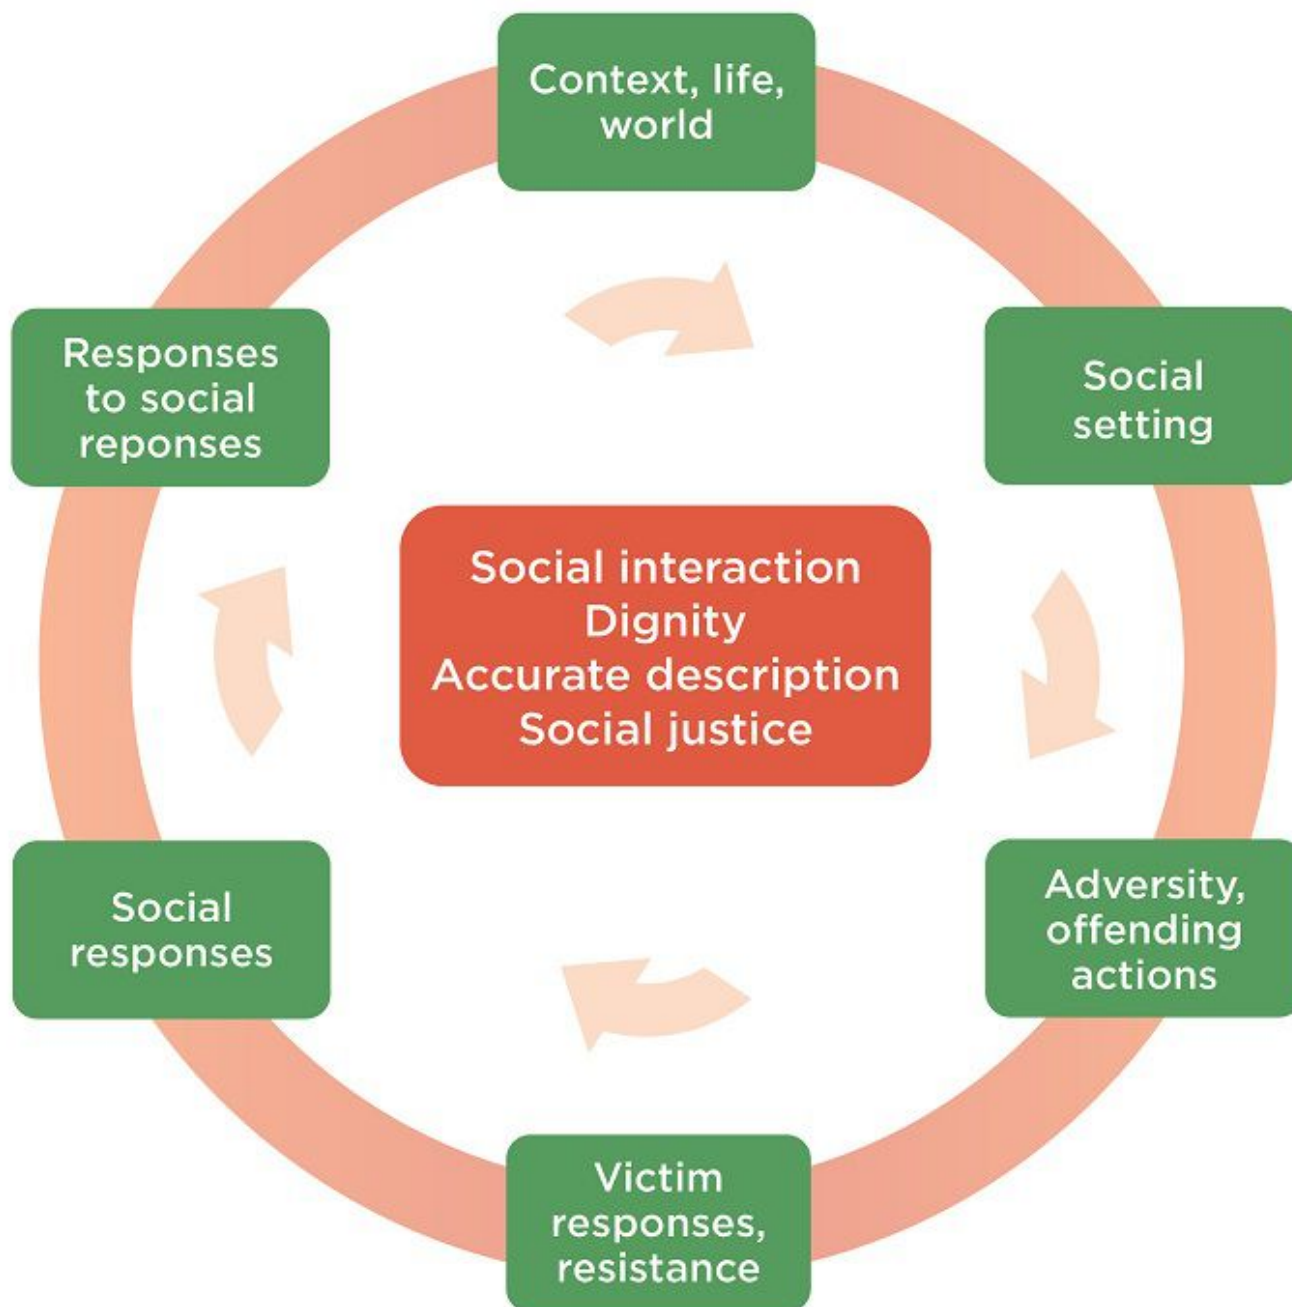 Context, life,
world
Social
setting
Adversity,
offending
actions
Victim
responses,
resistance
Social
responses
Responses
to social
reponses
Social interaction
Dignity
Accurate description
Social justice